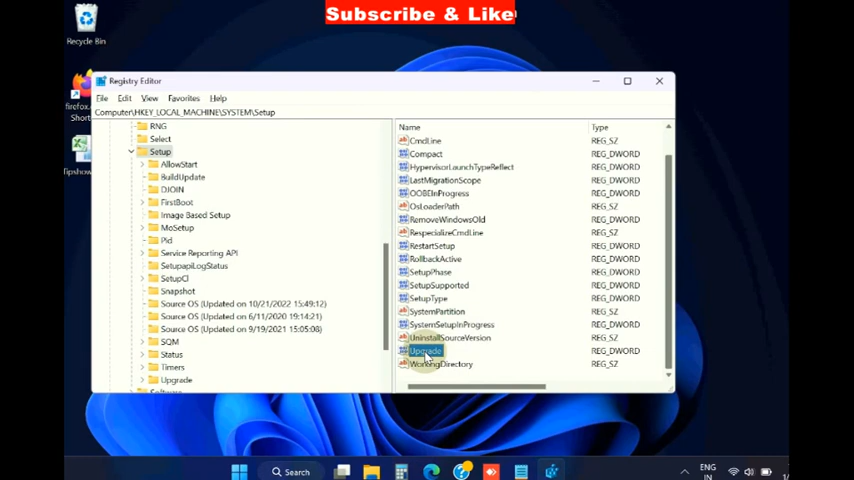 Subscribe & Like
Recycle Bin
firefox.
Short
Registry Editor
File Edit View Favorites Help
Computer\HKEY_LOCAL_MACHINE\SYSTEM\Setup
RNG
Select
Setup
AllowStart
BuildUpdate
DJOIN
FirstBoot
Image Based Setup
MoSetup
Pid
Service Reporting API
SetupapiLogStatus
SetupCl
Snapshot
Source OS (Updated on 10/21/2022 15:49:12)
Source OS (Updated on 6/11/2020 19:14:21)
Source OS (Updated on 9/19/2021 15:05:08)
SQM
Status
Timers
Upgrade
Software
Name Type
CmdLine REG_SZ
Compact REG_DWORD
HypervisorLaunchTypeReflect REG_DWORD
LastMigrationScope REG_DWORD
OOBEInProgress REG_DWORD
OsLoaderPath REG_SZ
RemoveWindowsOld REG_DWORD
RespecializeCmdLine REG_SZ
RestartSetup REG_DWORD
RollbackActive REG_DWORD
SetupPhase REG_DWORD
SetupSupported REG_DWORD
SetupType REG_DWORD
SystemPartition REG_SZ
SystemSetupInProgress REG_DWORD
UninstallSourceVersion REG_SZ
Upgrade REG_DWORD
WorkingDirectory REG_SZ
Tipshow
Search
ENG
IN